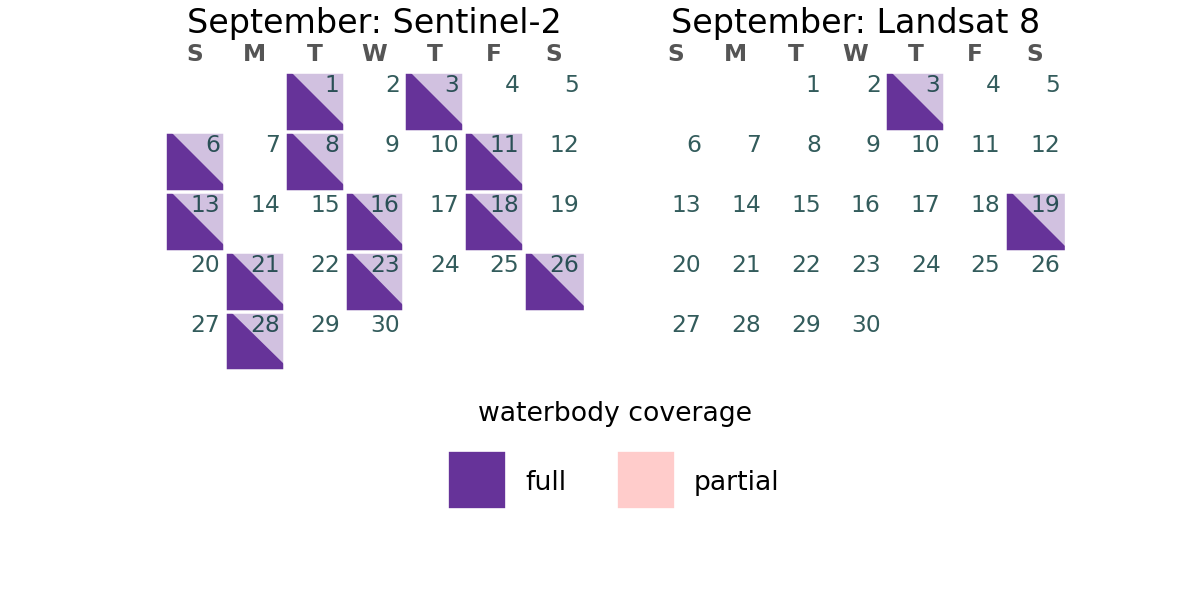 September: Sentinel-2
S M T W T F S
1 2 3 4 5
6 7 8 9 10 11 12
13 14 15 16 17 18 19
20 21 22 23 24 25 26
27 28 29 30
September: Landsat 8
S M T W T F S
1 2 3 4 5
6 7 8 9 10 11 12
13 14 15 16 17 18 19
20 21 22 23 24 25 26
27 28 29 30
waterbody coverage
full
partial